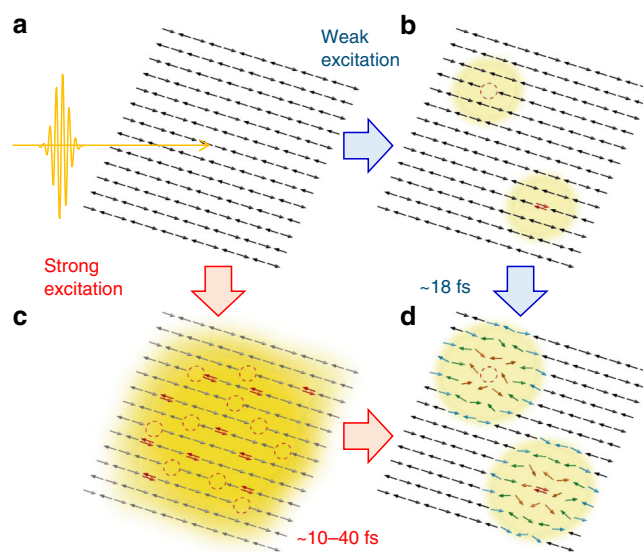 a
Weak
excitation
b
Strong
excitation
~18 fs
c
d
~10–40 fs